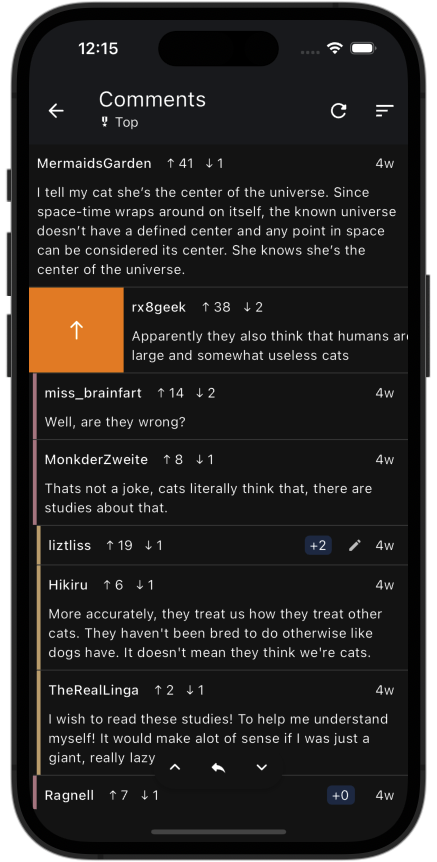 12:15
Comments
Top
MermaidsGarden ↑ 41 ↓ 1 4w
I tell my cat she’s the center of the universe. Since
space-time wraps around on itself, the known universe
doesn’t have a defined center and any point in space
can be considered its center. She knows she’s the
center of the universe.
rx8geek ↑ 38 ↓ 2
Apparently they also think that humans are
large and somewhat useless cats
miss_brainfart ↑ 14 ↓ 2 4w
Well, are they wrong?
MonkderZweite ↑ 8 ↓ 1 4w
Thats not a joke, cats literally think that, there are
studies about that.
liztliss ↑ 19 ↓ 1 +2 4w
Hikiru ↑ 6 ↓ 1 4w
More accurately, they treat us how they treat other
cats. They haven't been bred to do otherwise like
dogs have. It doesn't mean they think we're cats.
TheRealLinga ↑ 2 ↓ 1 4w
I wish to read these studies! To help me understand
myself! It would make alot of sense if I was just a
giant, really lazy
Ragnell ↑ 7 ↓ 1 +0 4w